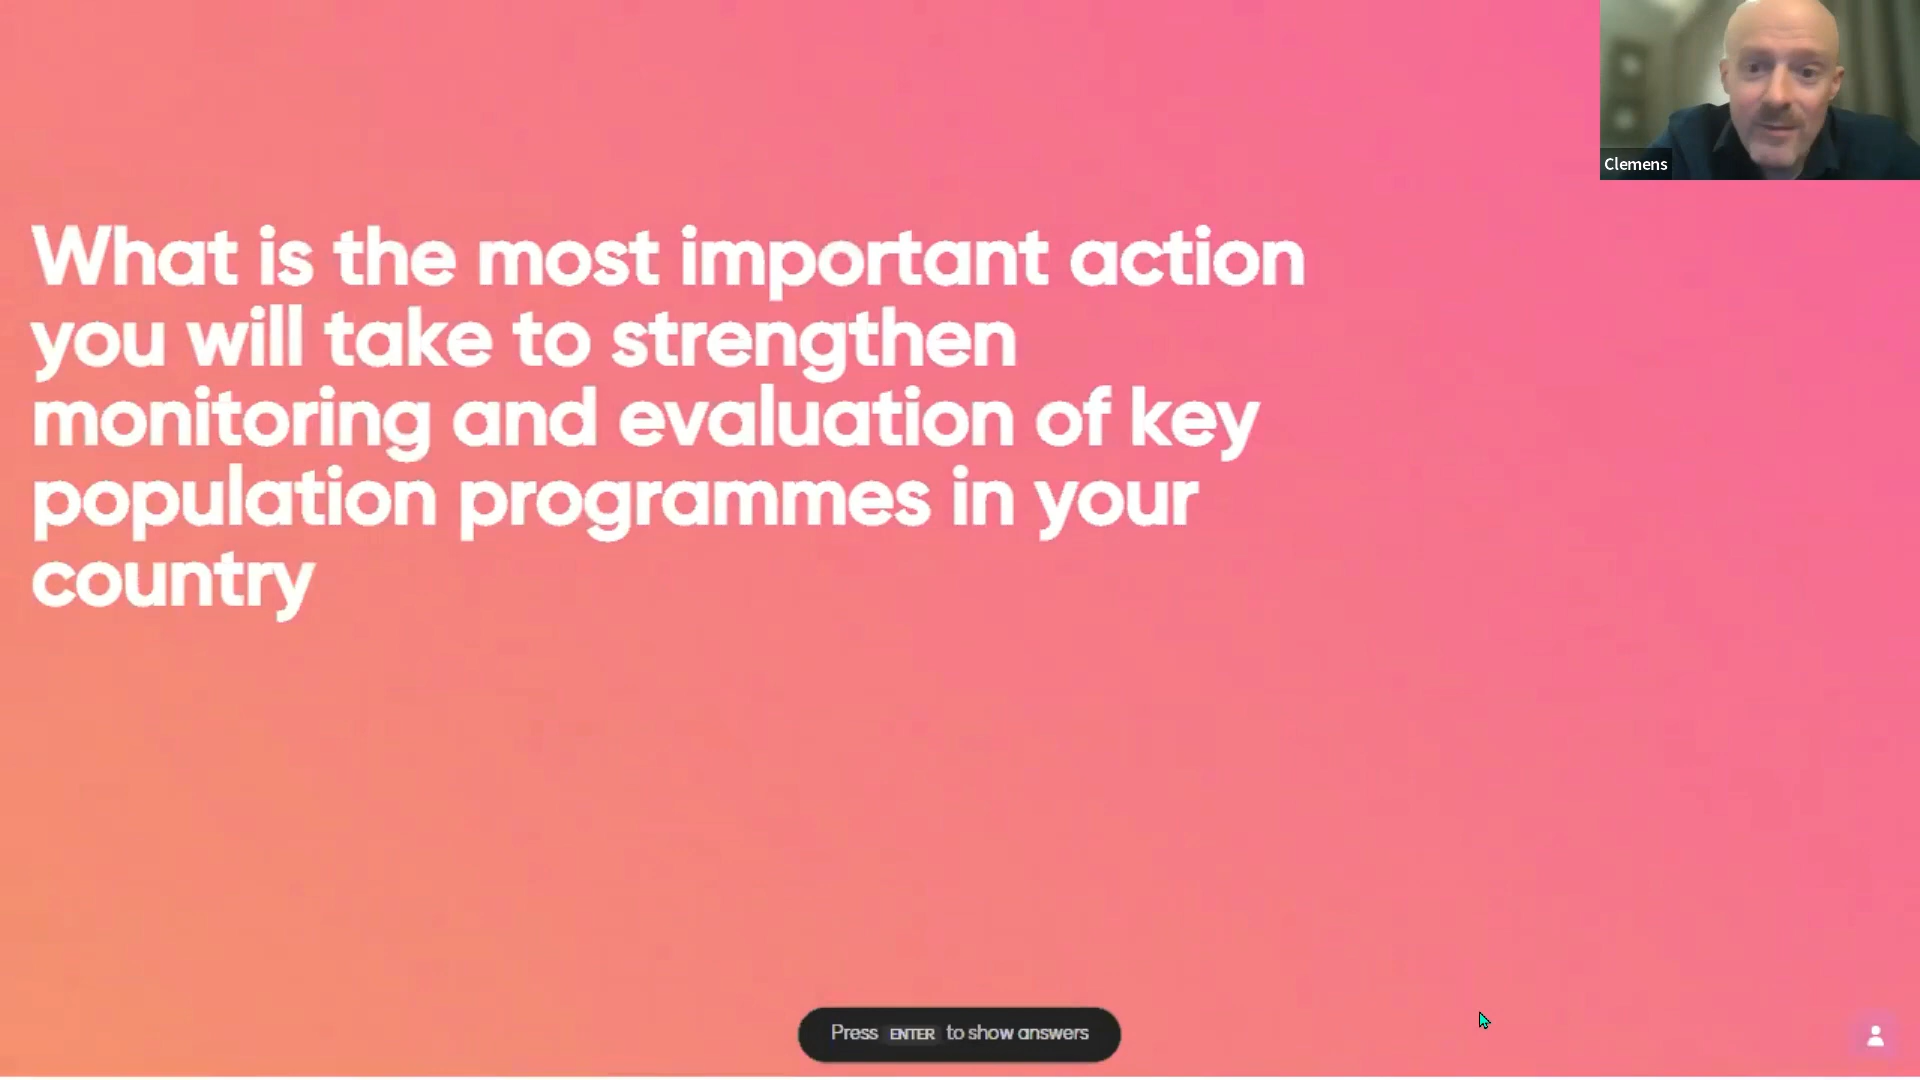 Clemens
What is the most important action
you will take to strengthen
monitoring and evaluation of key
population programmes in your
country
Press ENTER to show answers